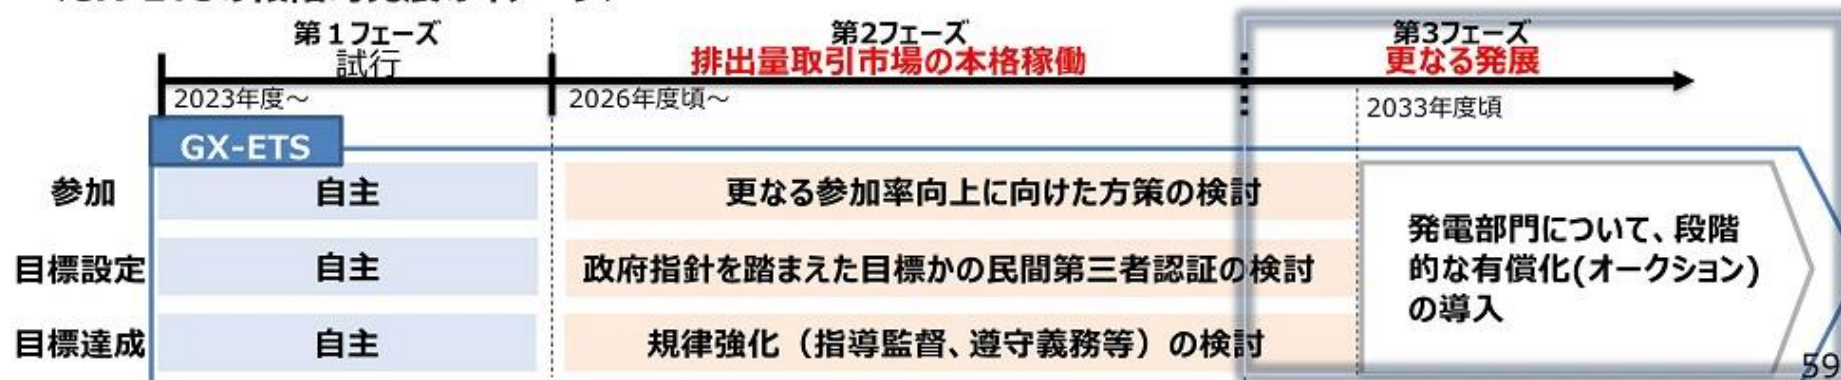 第1フェーズ
試行
第2フェーズ
排出量取引市場の本格稼働
第3フェーズ
更なる発展
2023年度～
2026年度頃～
2033年度頃
GX-ETS
参加
自主
更なる参加率向上に向けた方策の検討
目標設定
自主
政府指針を踏まえた目標かの民間第三者認証の検討
目標達成
自主
規律強化（指導監督、遵守義務等）の検討
発電部門について、段階
的な有償化(オークション)
の導入
59